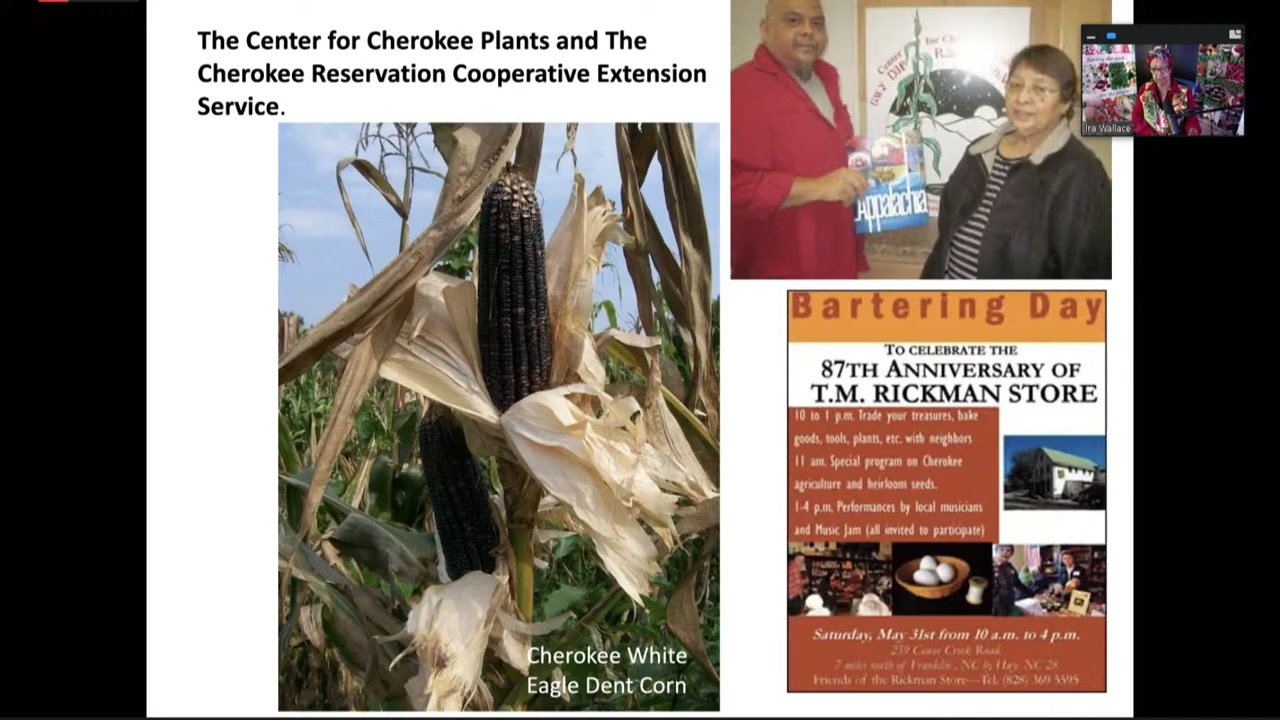 The Center for Cherokee Plants and The
Cherokee Reservation Cooperative Extension
Service.
Appalachia
Ira Wallace
Bartering Day
TO CELEBRATE THE
87TH ANNIVERSARY OF
T.M. RICKMAN STORE
10 to 1 p.m. Trade your treasures, bake
goods, tools, plants, etc. with neighbors
11 am. Special program on Cherokee
agriculture and heirloom seeds.
1-4 p.m. Performances by local musicians
and Music Jam (all invited to participate)
Saturday, May 31st from 10 a.m. to 4 p.m.
259 Cowee Creek Road.
7 miles north of Franklin, NC by Hwy. NC 28
Friends of the Rickman Store—Tel. (828) 369 5595
Cherokee White
Eagle Dent Corn